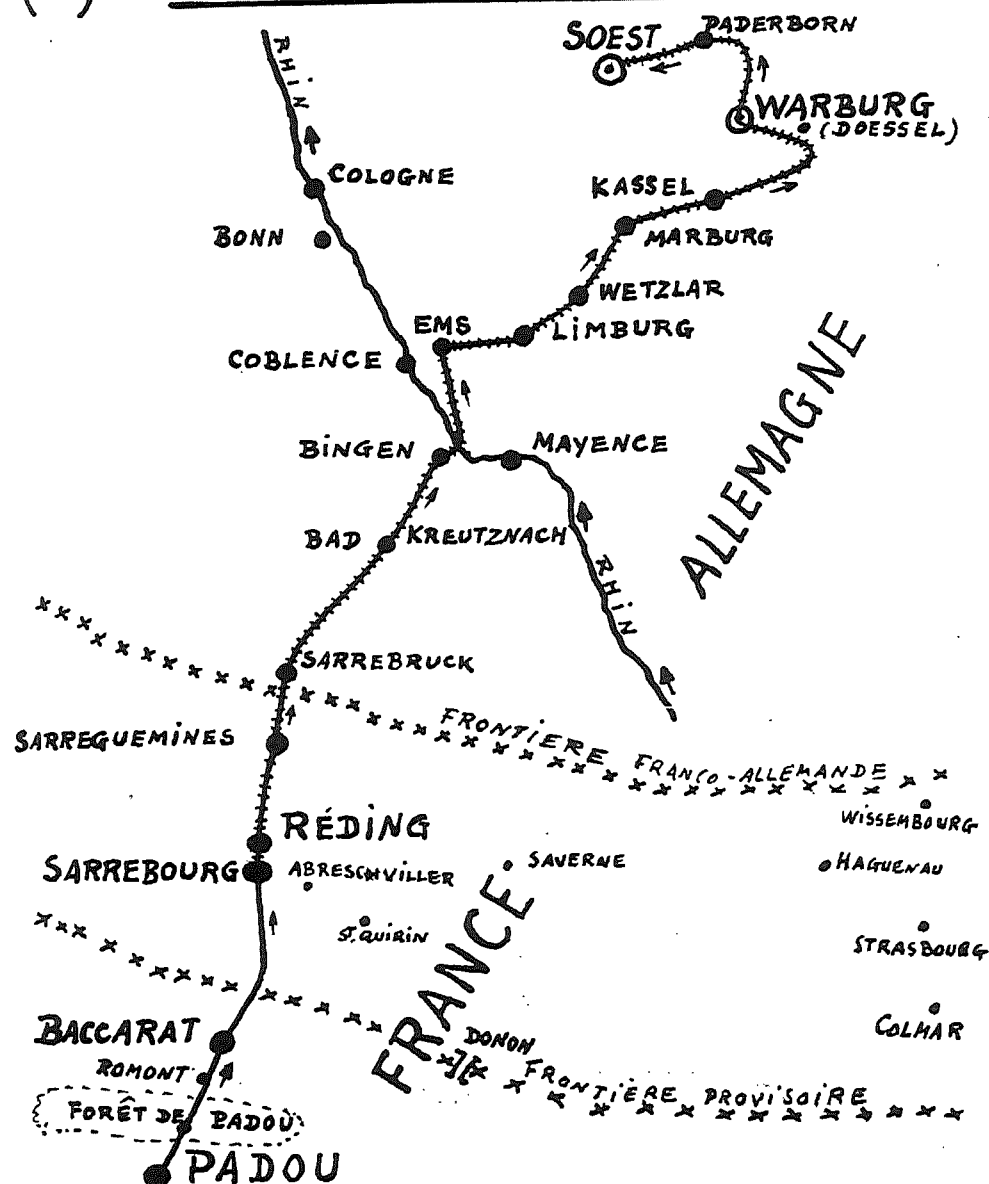 PADERBORN
SOEST
RHiN
WARBURG
(DOESSEL)
COLOGNE
KASSEL
BONN
MARBURG
WETZLAR
EMS
LiMBURG
COBLENCE
ALLEMAGNE
BiNGEN
MAYENCE
BAD KREUTZNACH
RHiN
SARREBRUCK
FRONTiERE FRANCO-ALLEMANDE
SARREGUEMiNES
WiSSEMBOURG
RÉDiNG
SAVERNE
HAGUENAU
SARREBOURG
ABRESCHViLLER
St. QUiRiN
STRASBOURG
FRANCE
COLMAR
BACCARAT
DONON
ROMONT
FRONTiÈRE PROViSOiRE
FORÊT DE PADOU
PADOU